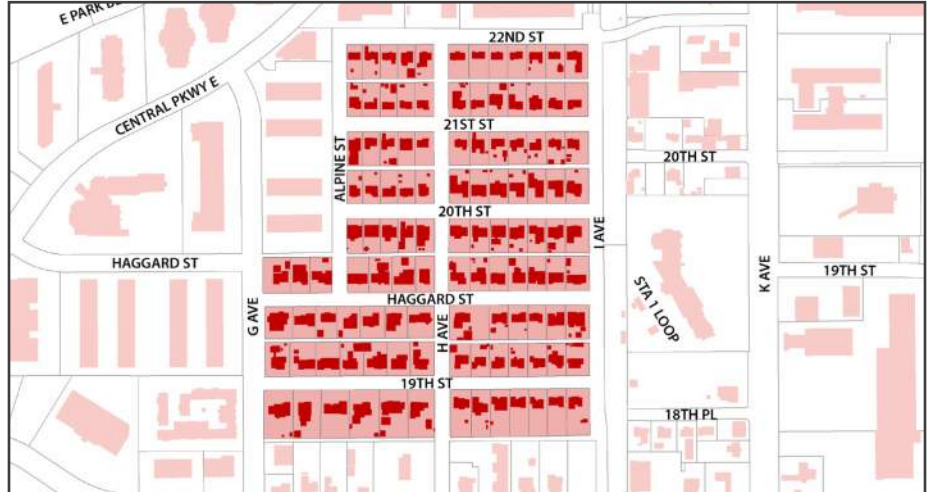 E PARK
22ND ST
CENTRAL PKWY E
21ST ST
ALPINE ST
20TH ST
20TH ST
I AVE
HAGGARD ST
19TH ST
K AVE
STA 1 LOOP
HAGGARD ST
G AVE
H AVE
19TH ST
18TH PL